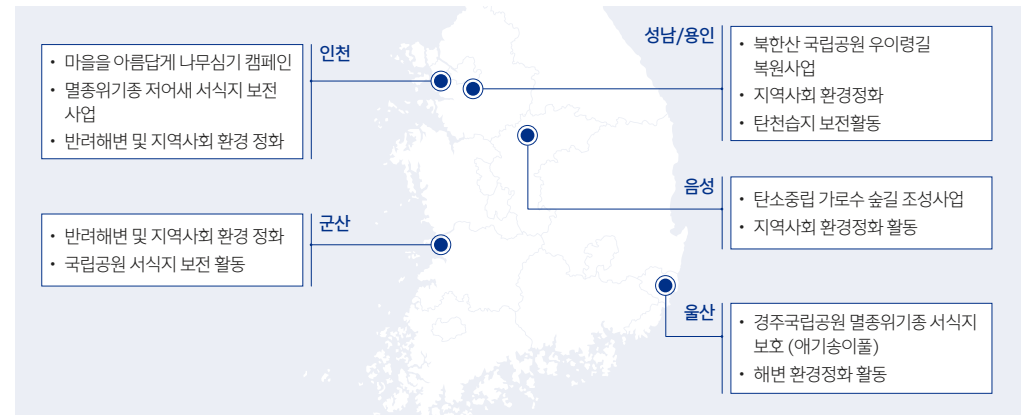 인천
• 마을을 아름답게 나무심기 캠페인
• 멸종위기종 저어새 서식지 보전
사업
• 반려해변 및 지역사회 환경 정화
군산
• 반려해변 및 지역사회 환경 정화
• 국립공원 서식지 보전 활동
성남/용인
• 북한산 국립공원 우이령길
복원사업
• 지역사회 환경정화
• 탄천습지 보전활동
음성
• 탄소중립 가로수 숲길 조성사업
• 지역사회 환경정화 활동
울산
• 경주국립공원 멸종위기종 서식지
보호 (애기송이풀)
• 해변 환경정화 활동